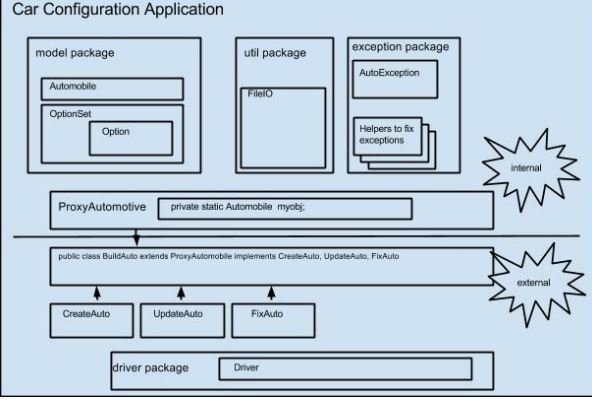 Car Configuration Application
model package
util package
exception package
Automobile
OptionSet
Option
FileIO
AutoException
Helpers to fix
exceptions
internal
ProxyAutomotive
private static Automobile myobj;
public class BuildAuto extends ProxyAutomobile implements CreateAuto, UpdateAuto, FixAuto
external
CreateAuto
UpdateAuto
FixAuto
driver package
Driver